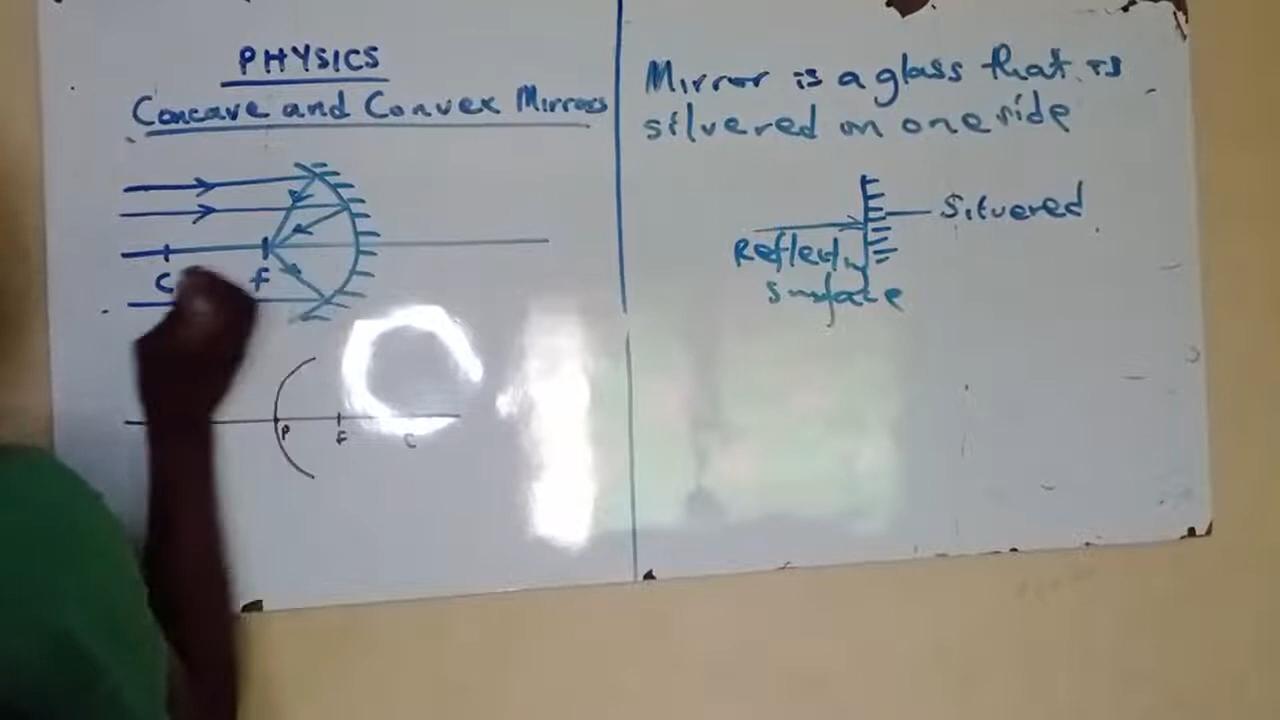 PHYSICS
Concave and Convex Mirrors
C F
P F C
Mirror is a glass that is
silvered on one side
Silvered
Reflecting
surface